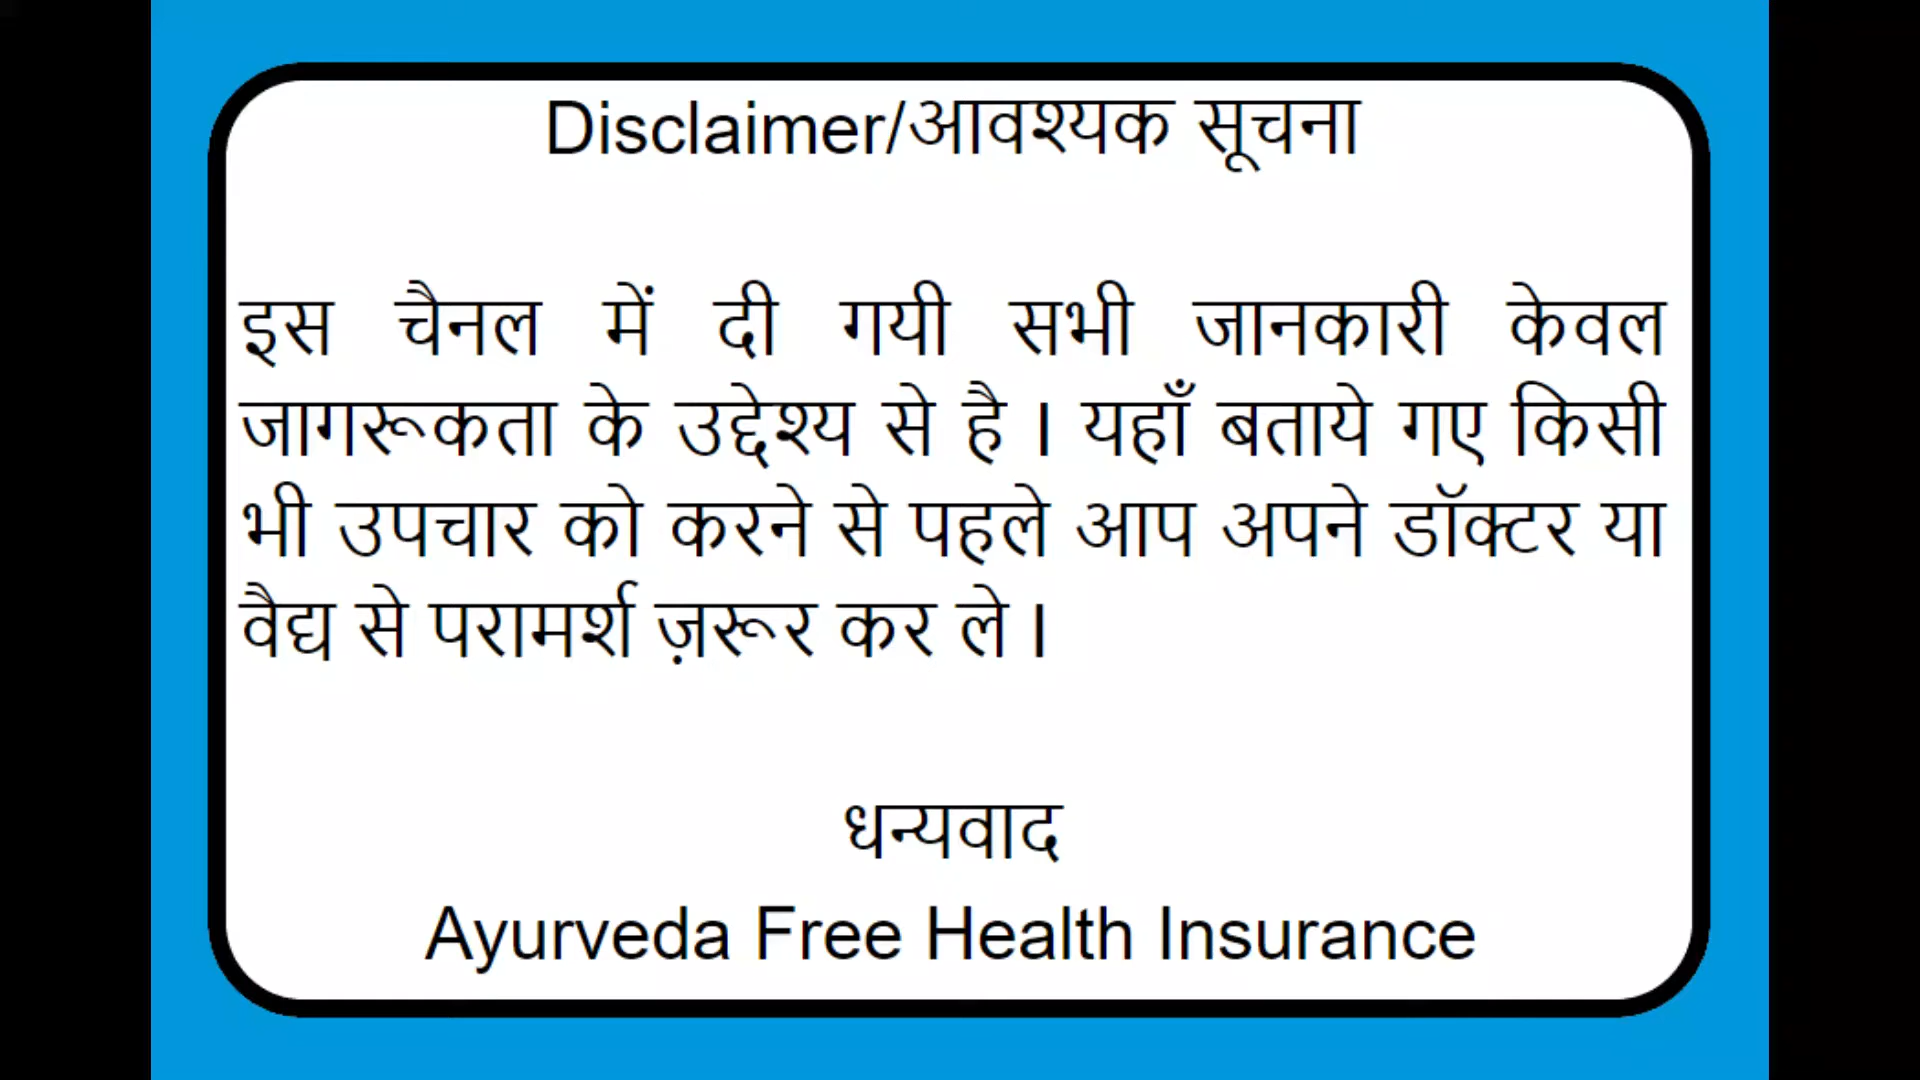 Disclaimer/आवश्यक सूचना
इस चैनल में दी गयी सभी जानकारी केवल
जागरूकता के उद्देश्य से है । यहाँ बताये गए किसी
भी उपचार को करने से पहले आप अपने डॉक्टर या
वैद्य से परामर्श ज़रूर कर ले ।
धन्यवाद
Ayurveda Free Health Insurance